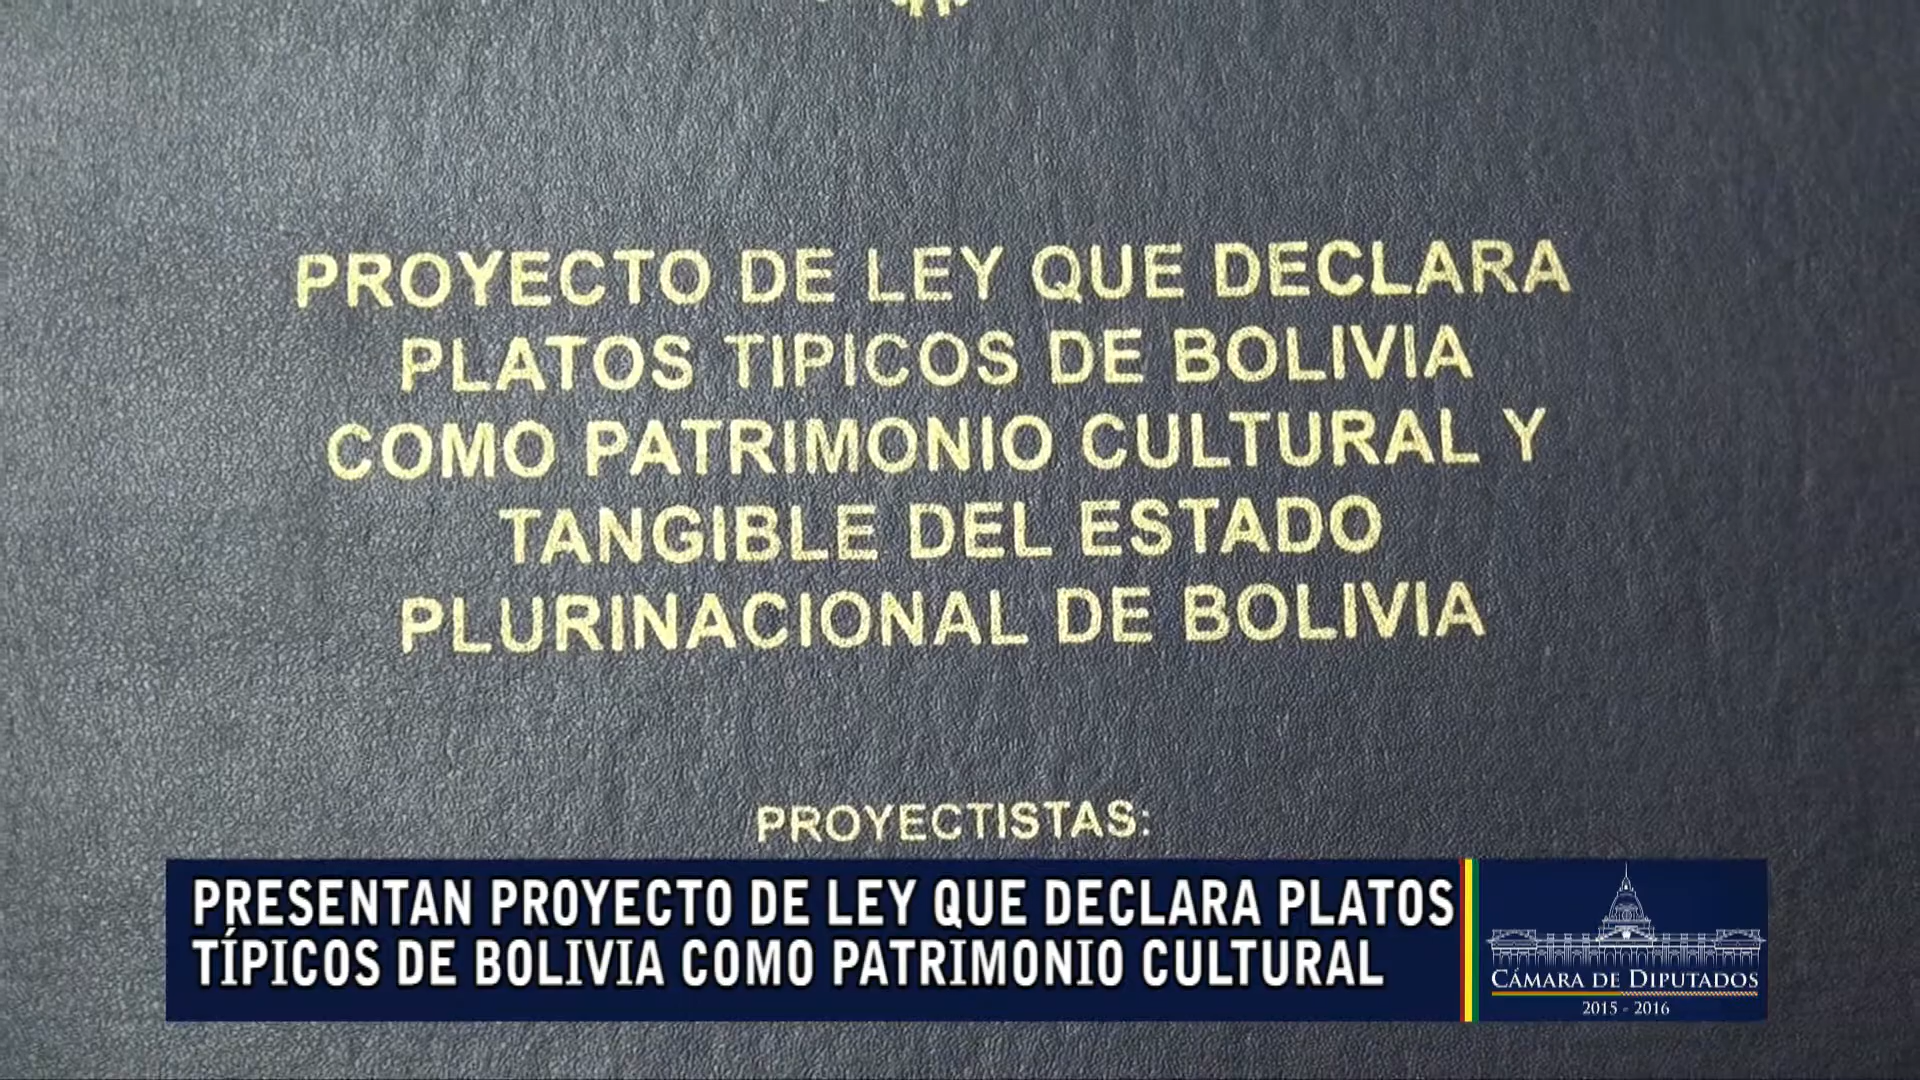 PROYECTO DE LEY QUE DECLARA
PLATOS TIPICOS DE BOLIVIA
COMO PATRIMONIO CULTURAL Y
TANGIBLE DEL ESTADO
PLURINACIONAL DE BOLIVIA
PROYECTISTAS:
PRESENTAN PROYECTO DE LEY QUE DECLARA PLATOS
TÍPICOS DE BOLIVIA COMO PATRIMONIO CULTURAL
CÁMARA DE DIPUTADOS
2015 - 2016